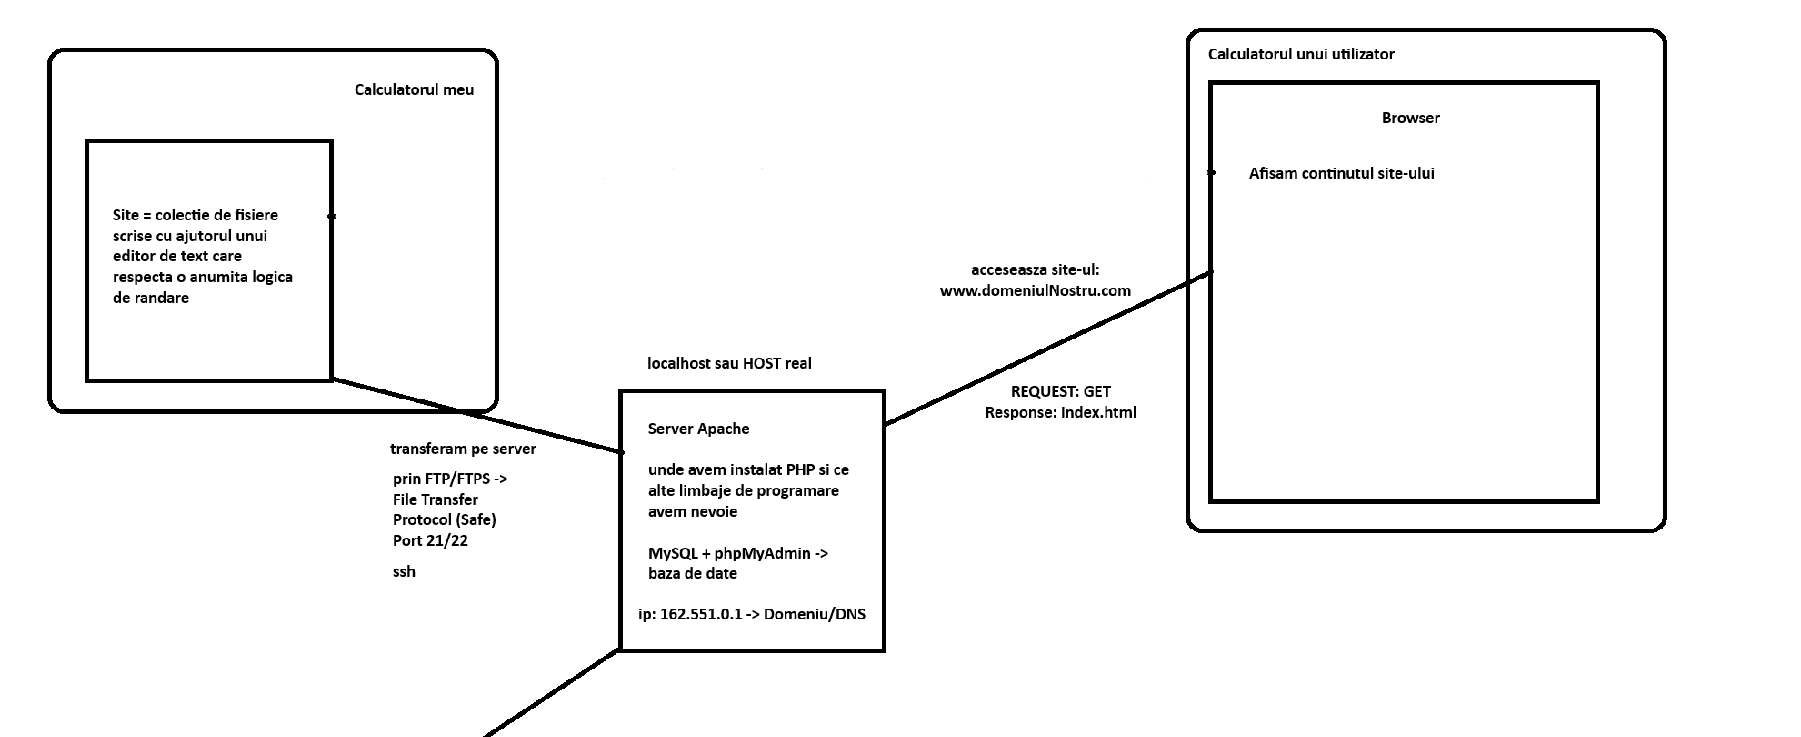 Calculatorul meu
Site = colectie de fisiere
scrise cu ajutorul unui
editor de text care
respecta o anumita logica
de randare
transferam pe server
prin FTP/FTPS ->
File Transfer
Protocol (Safe)
Port 21/22
ssh
localhost sau HOST real
Server Apache
unde avem instalat PHP si ce
alte limbaje de programare
avem nevoie
MySQL + phpMyAdmin ->
baza de date
ip: 162.551.0.1 -> Domeniu/DNS
acceseasza site-ul:
www.domeniulNostru.com
REQUEST: GET
Response: Index.html
Calculatorul unui utilizator
Browser
Afisam continutul site-ului